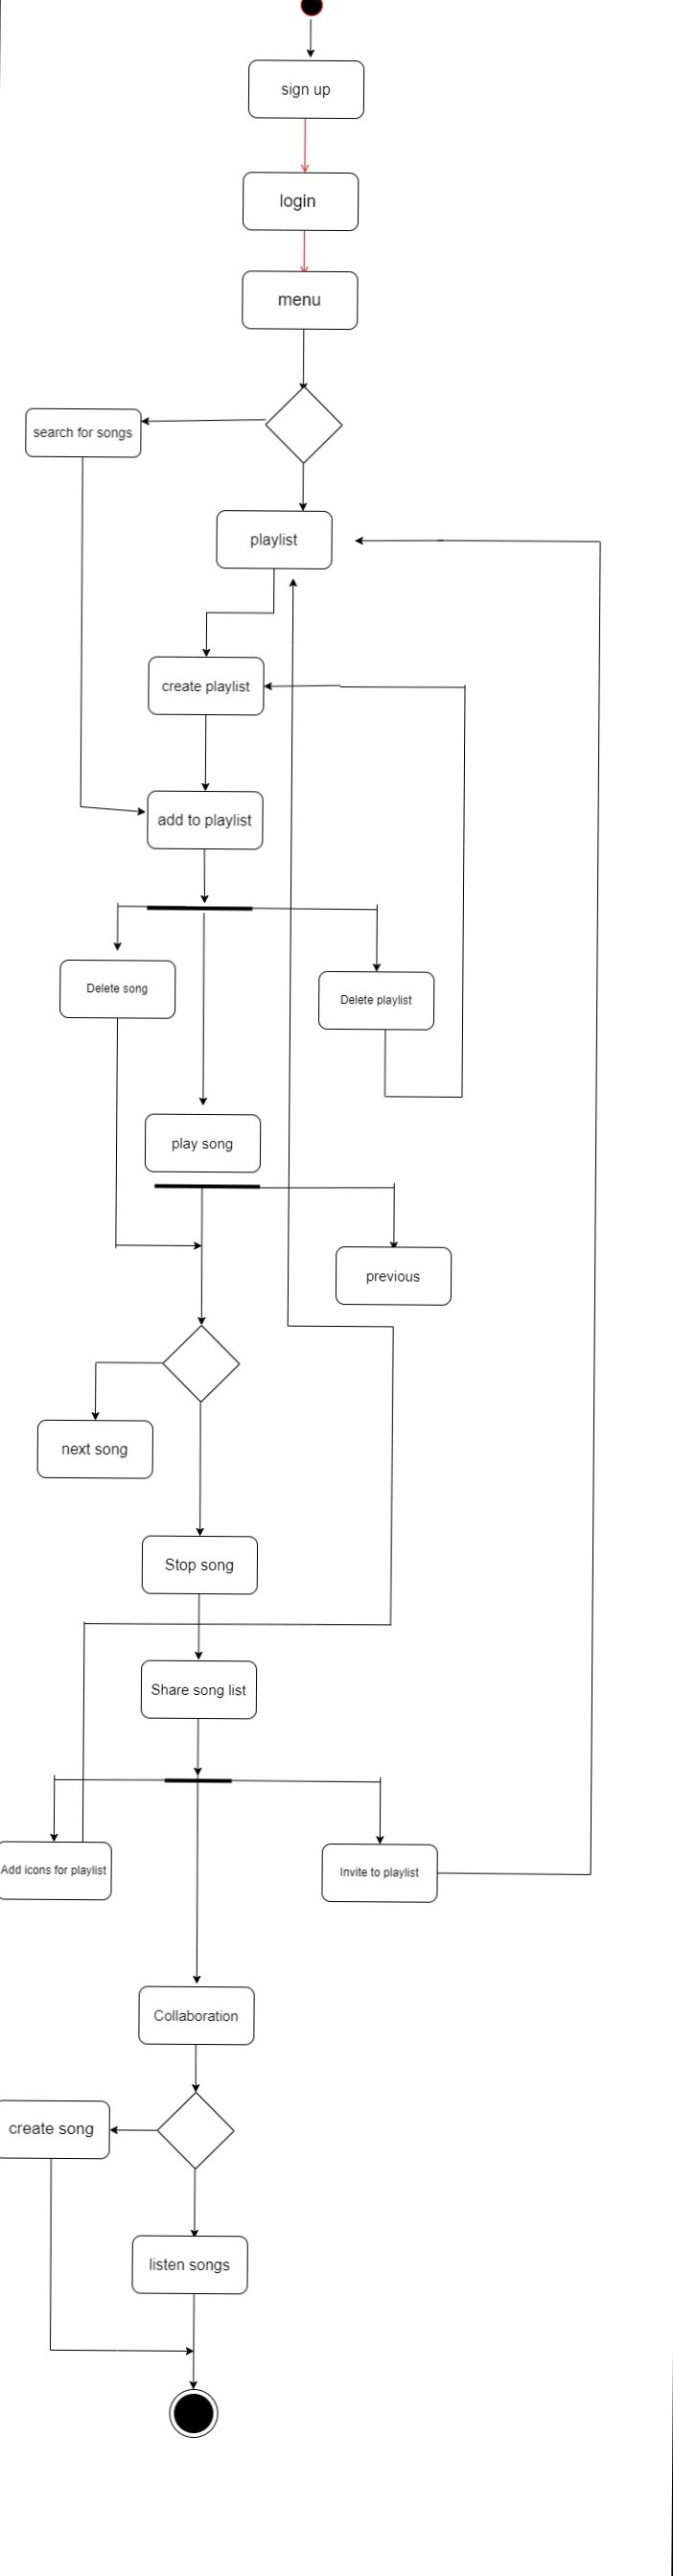 sign up
login
menu
search for songs
playlist
create playlist
add to playlist
Delete song
Delete playlist
play song
previous
next song
Stop song
Share song list
Add icons for playlist
Invite to playlist
Collaboration
create song
listen songs